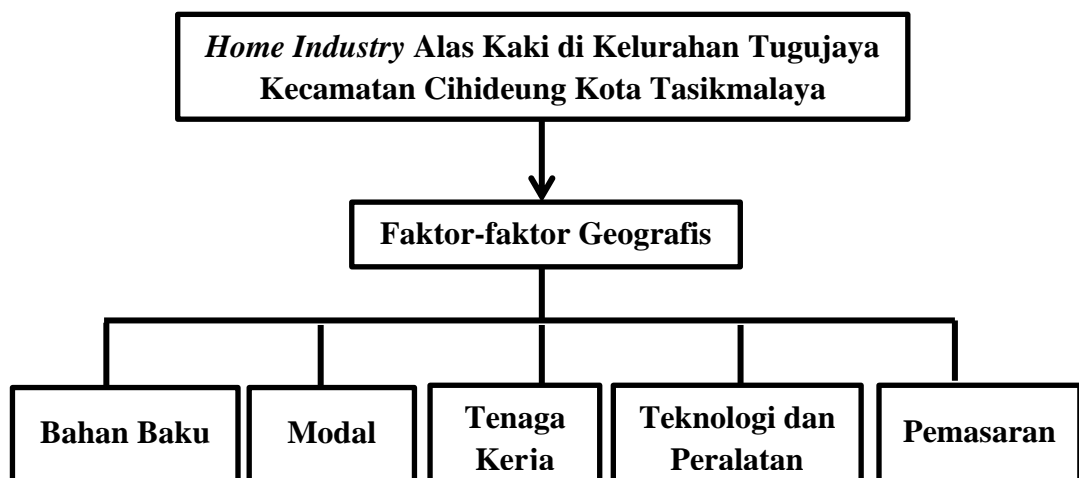 Home Industry Alas Kaki di Kelurahan Tugujaya
Kecamatan Cihideung Kota Tasikmalaya
Faktor-faktor Geografis
Bahan Baku
Modal
Tenaga
Kerja
Teknologi dan
Peralatan
Pemasaran